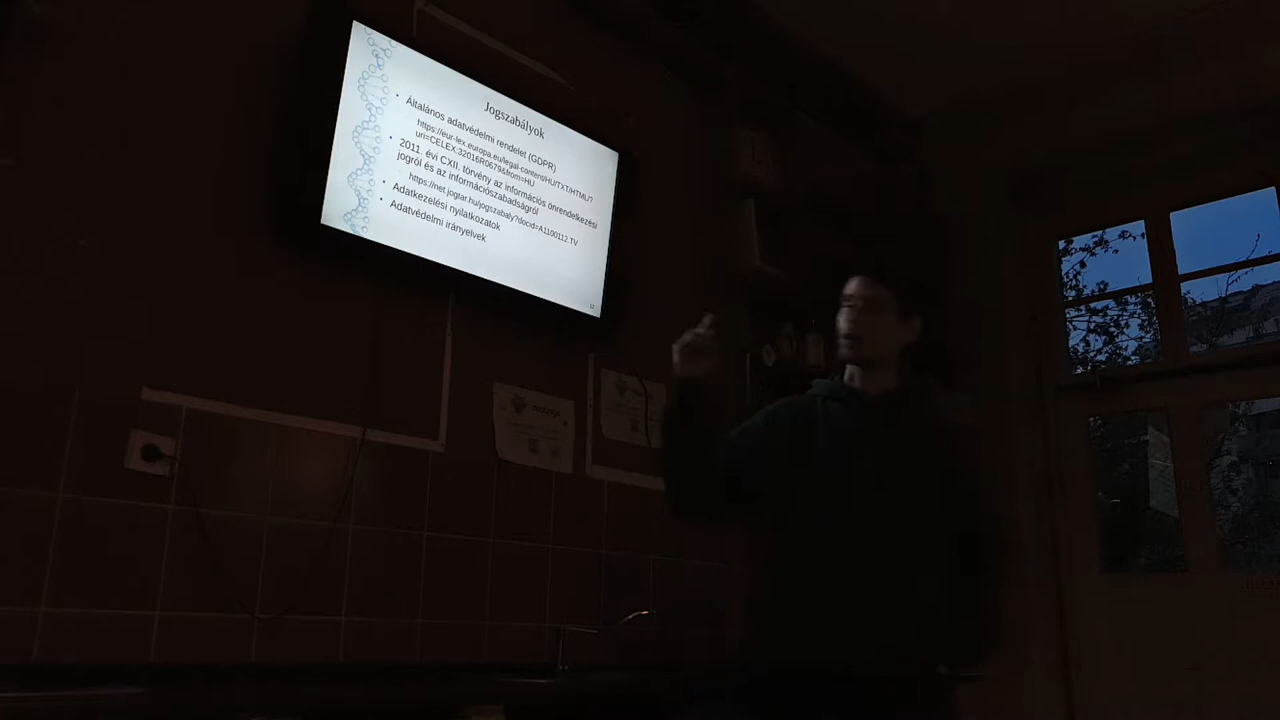 Jogszabályok
• Általános adatvédelmi rendelet (GDPR)
https://eur-lex.europa.eu/legal-content/HU/TXT/HTML/?
uri=CELEX:32016R0679&from=HU
• 2011. évi CXII. törvény az információs önrendelkezési
jogról és az információszabadságról
https://net.jogtar.hu/jogszabaly?docid=A1100112.TV
• Adatkezelési nyilatkozatok
• Adatvédelmi irányelvek